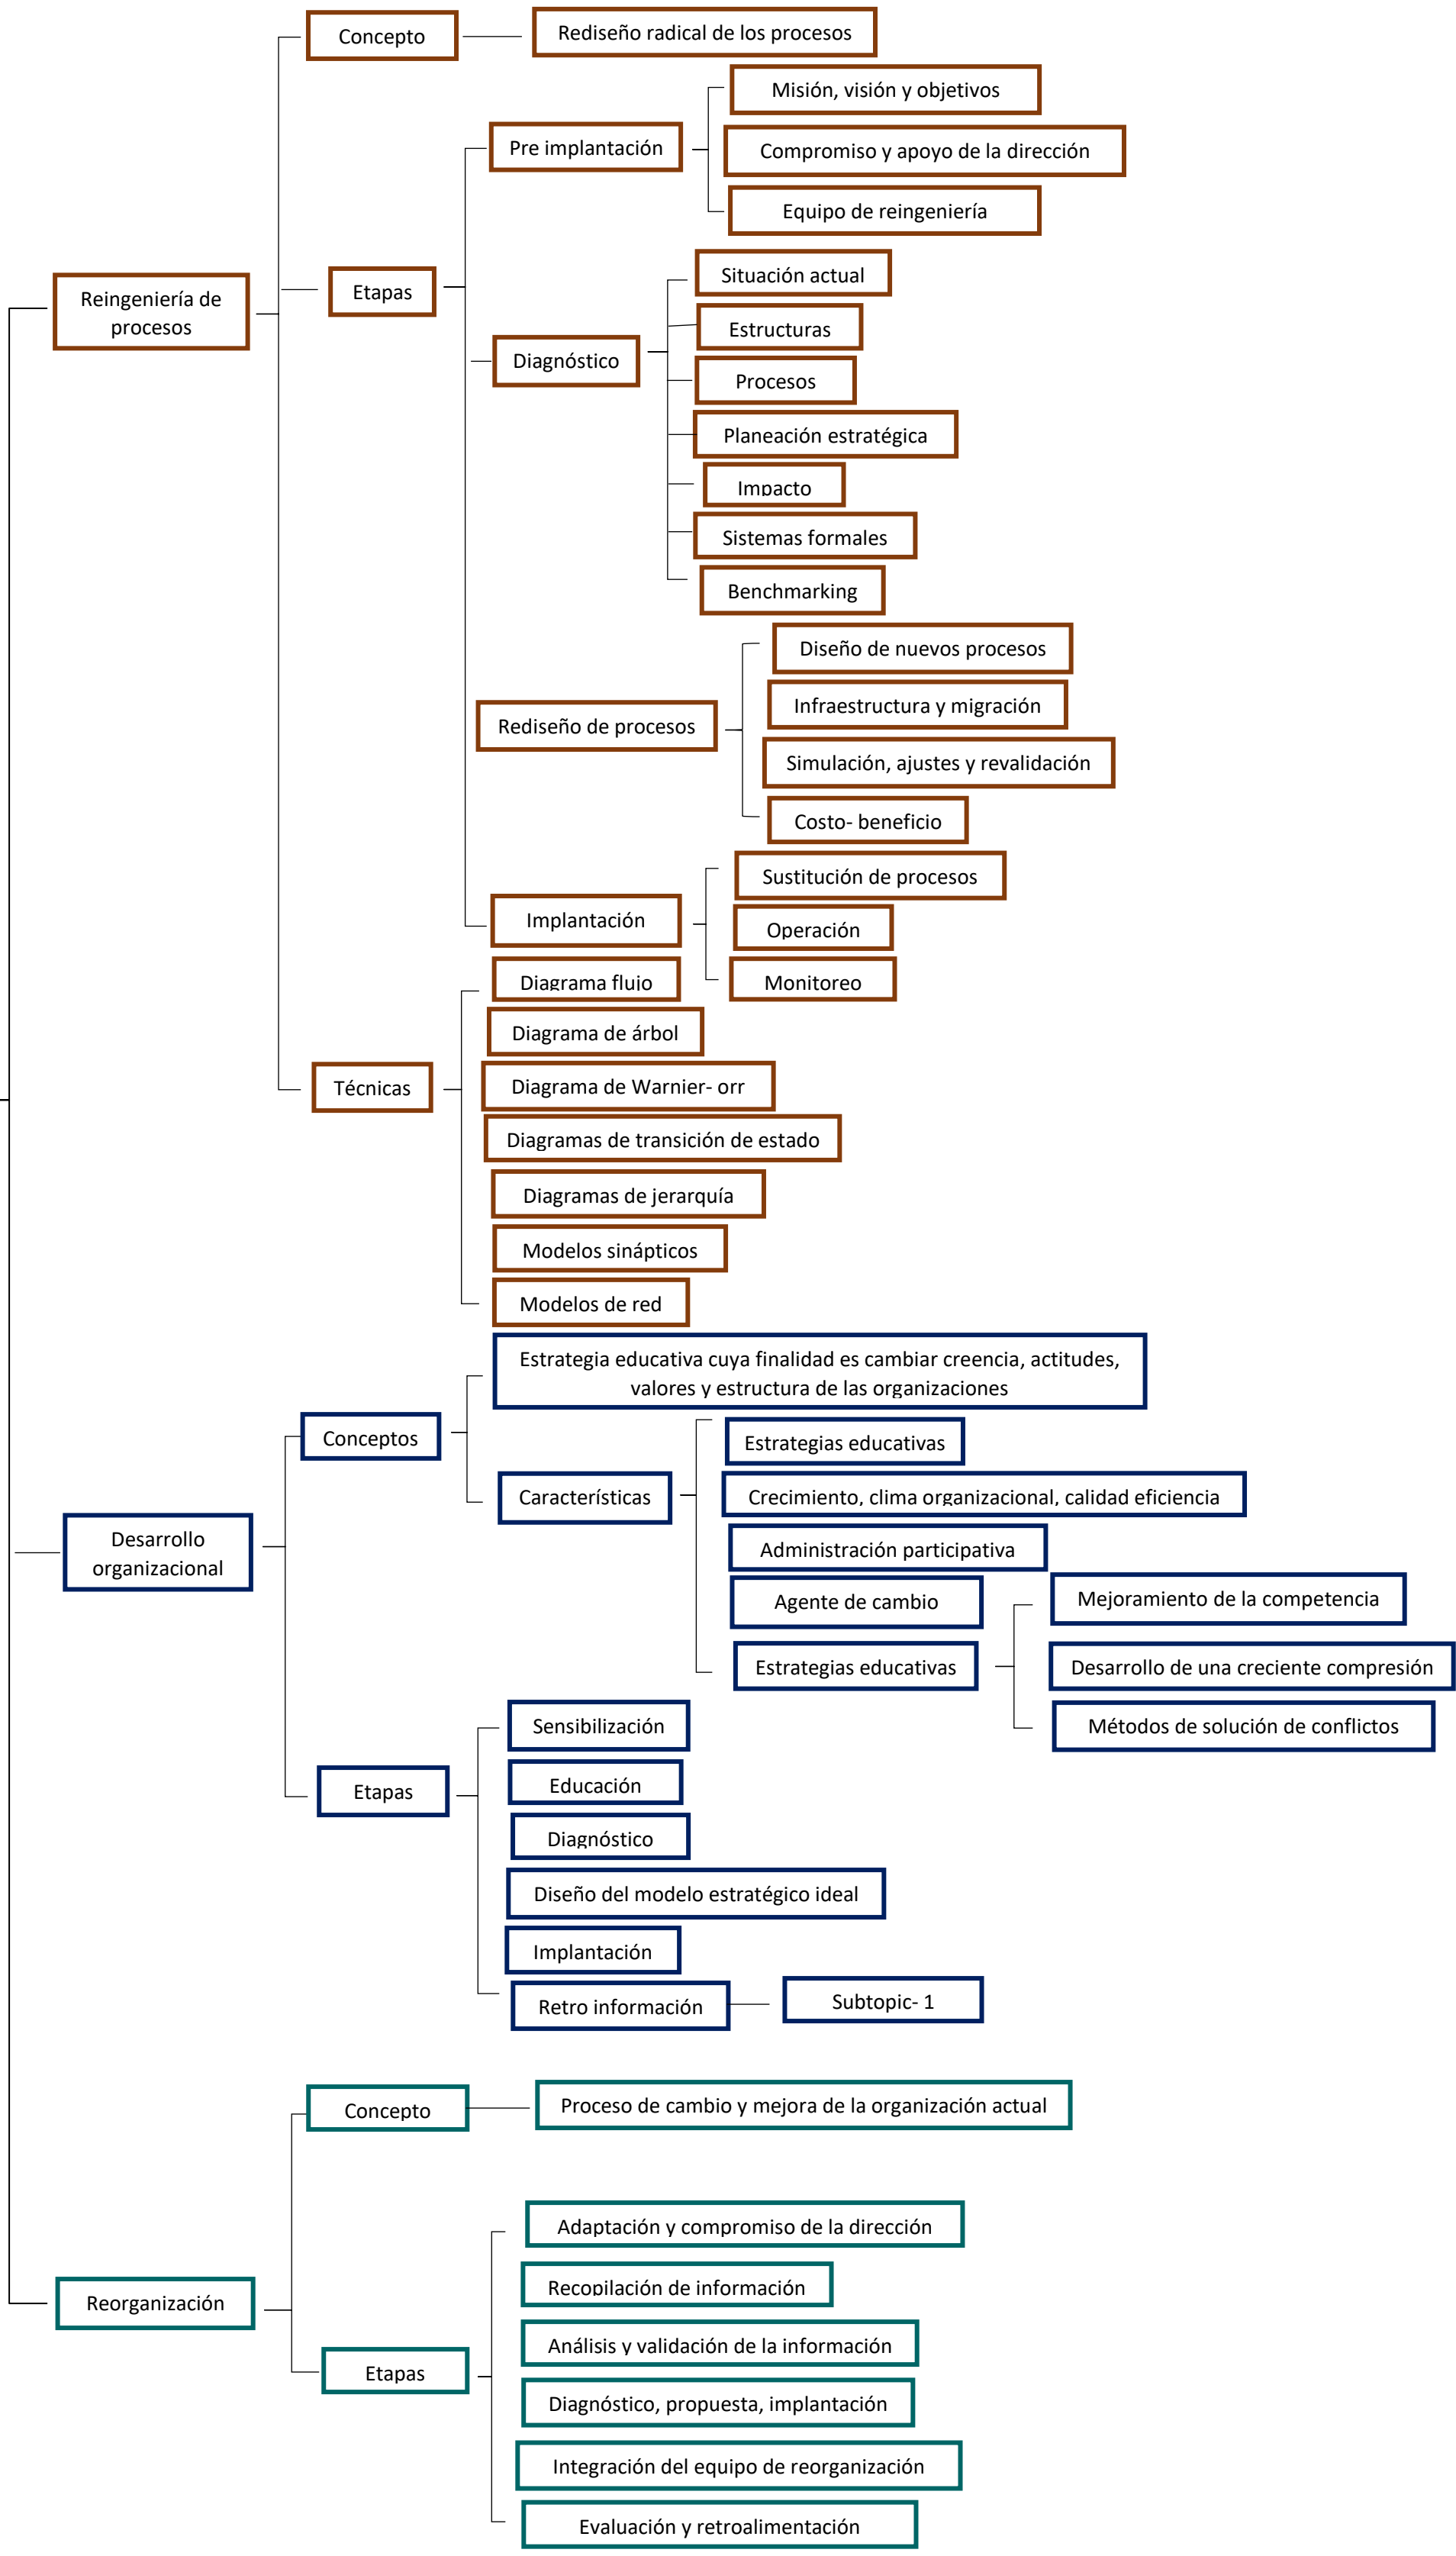 Concepto
Rediseño radical de los procesos
Misión, visión y objetivos
Pre implantación
Compromiso y apoyo de la dirección
Equipo de reingeniería
Reingeniería de
procesos
Etapas
Situación actual
Estructuras
Diagnóstico
Procesos
Planeación estratégica
Impacto
Sistemas formales
Benchmarking
Diseño de nuevos procesos
Rediseño de procesos
Infraestructura y migración
Simulación, ajustes y revalidación
Costo- beneficio
Sustitución de procesos
Implantación
Operación
Monitoreo
Diagrama flujo
Diagrama de árbol
Técnicas
Diagrama de Warnier- orr
Diagramas de transición de estado
Diagramas de jerarquía
Modelos sinápticos
Modelos de red
Estrategia educativa cuya finalidad es cambiar creencia, actitudes,
valores y estructura de las organizaciones
Conceptos
Estrategias educativas
Características
Crecimiento, clima organizacional, calidad eficiencia
Desarrollo
organizacional
Administración participativa
Agente de cambio
Mejoramiento de la competencia
Estrategias educativas
Desarrollo de una creciente compresión
Métodos de solución de conflictos
Sensibilización
Educación
Etapas
Diagnóstico
Diseño del modelo estratégico ideal
Implantación
Retro información
Subtopic- 1
Concepto
Proceso de cambio y mejora de la organización actual
Adaptación y compromiso de la dirección
Recopilación de información
Reorganización
Análisis y validación de la información
Etapas
Diagnóstico, propuesta, implantación
Integración del equipo de reorganización
Evaluación y retroalimentación